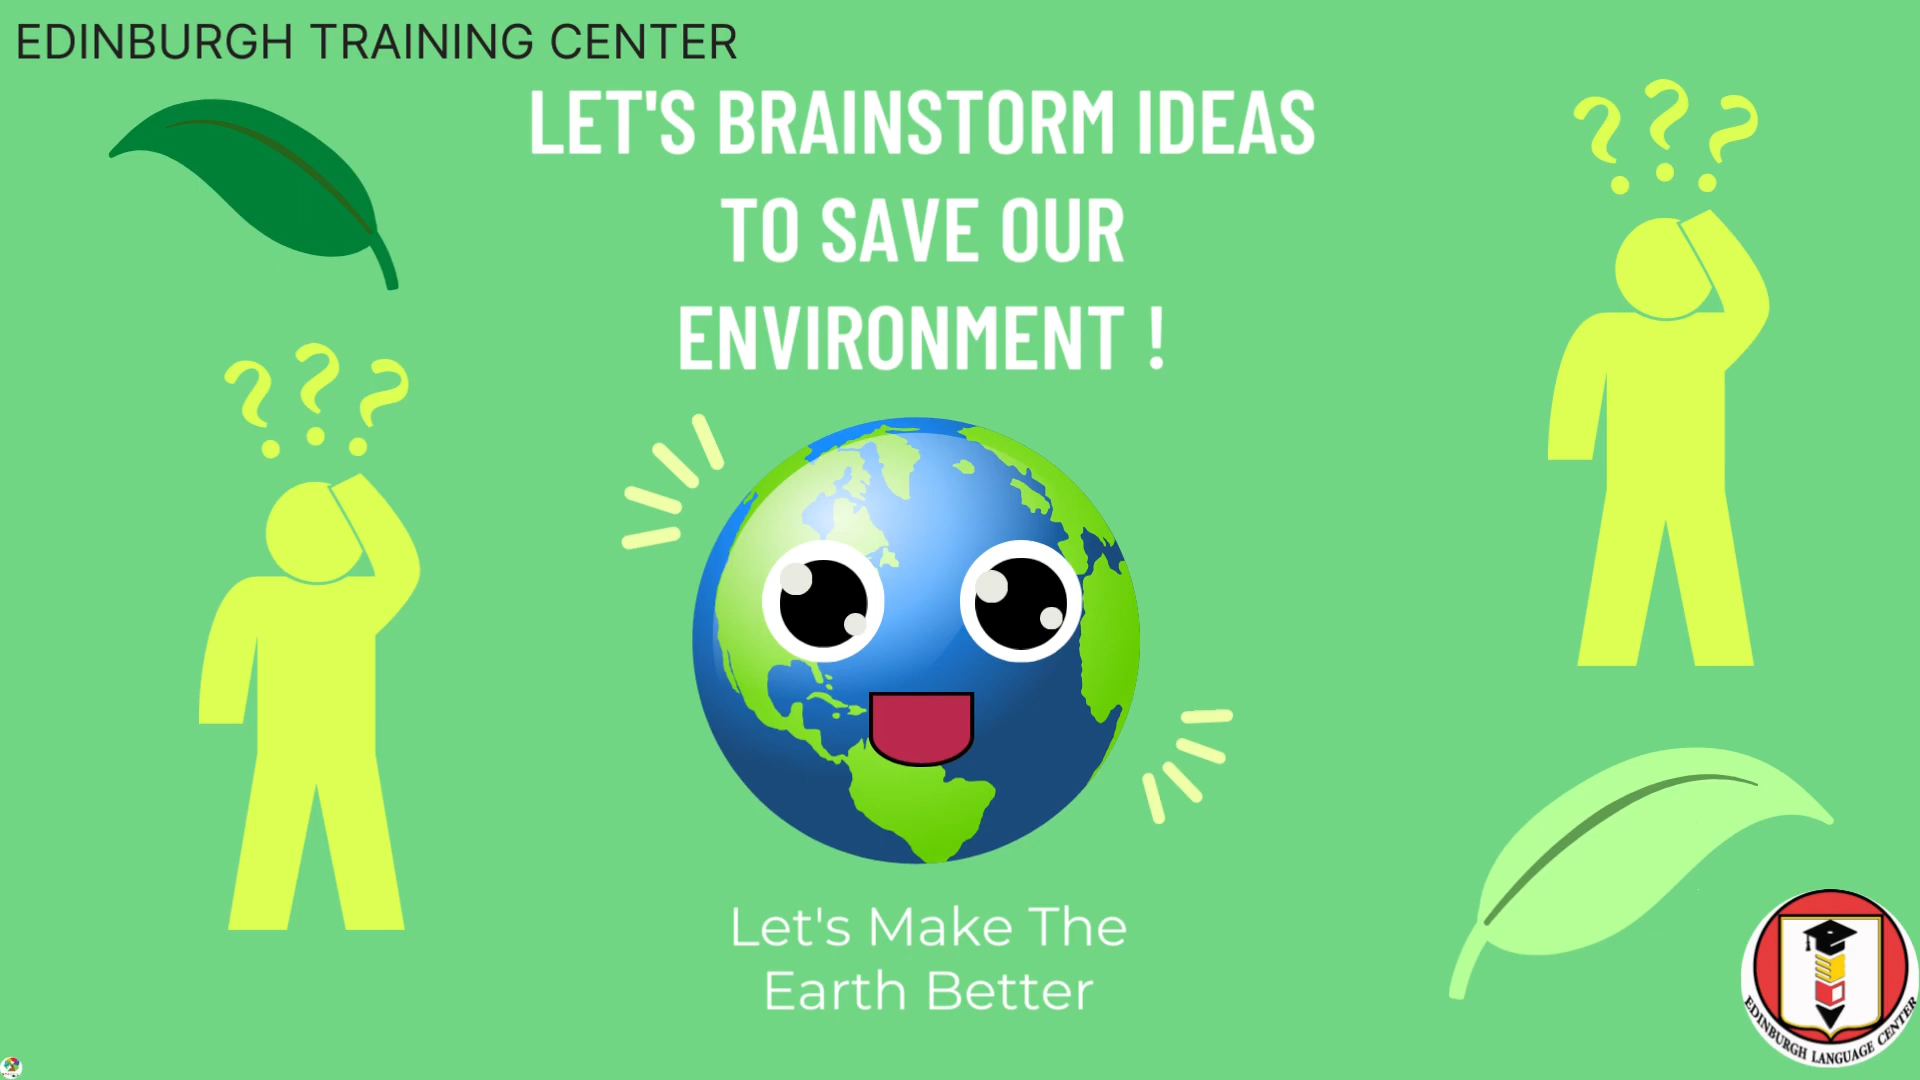 EDINBURGH TRAINING CENTER
LET'S BRAINSTORM IDEAS
TO SAVE OUR
ENVIRONMENT !
? ? ?
? ? ?
Let's Make The
Earth Better
EDINBURGH LANGUAGE CENTER